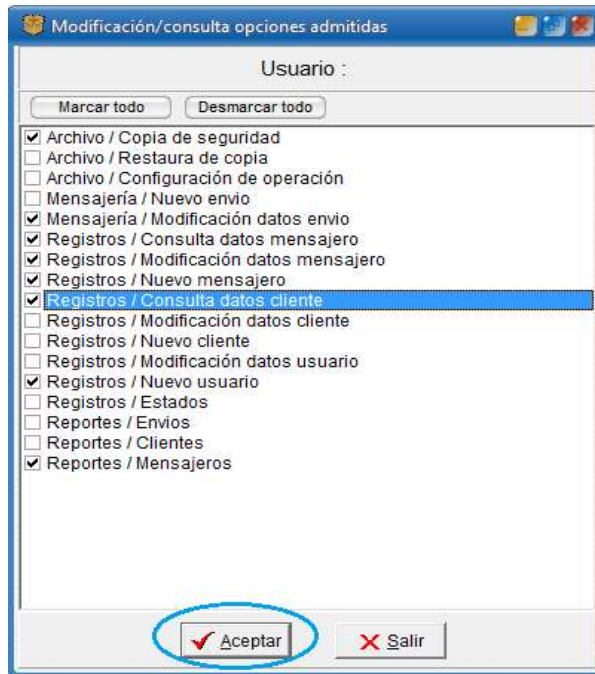 Modificación/consulta opciones admitidas
Usuario :
Marcar todo Desmarcar todo
Archivo / Copia de seguridad
Archivo / Restaura de copia
Archivo / Configuración de operación
Mensajería / Nuevo envio
Mensajería / Modificación datos envio
Registros / Consulta datos mensajero
Registros / Modificación datos mensajero
Registros / Nuevo mensajero
Registros / Consulta datos cliente
Registros / Modificación datos cliente
Registros / Nuevo cliente
Registros / Modificación datos usuario
Registros / Nuevo usuario
Registros / Estados
Reportes / Envios
Reportes / Clientes
Reportes / Mensajeros
Aceptar Salir